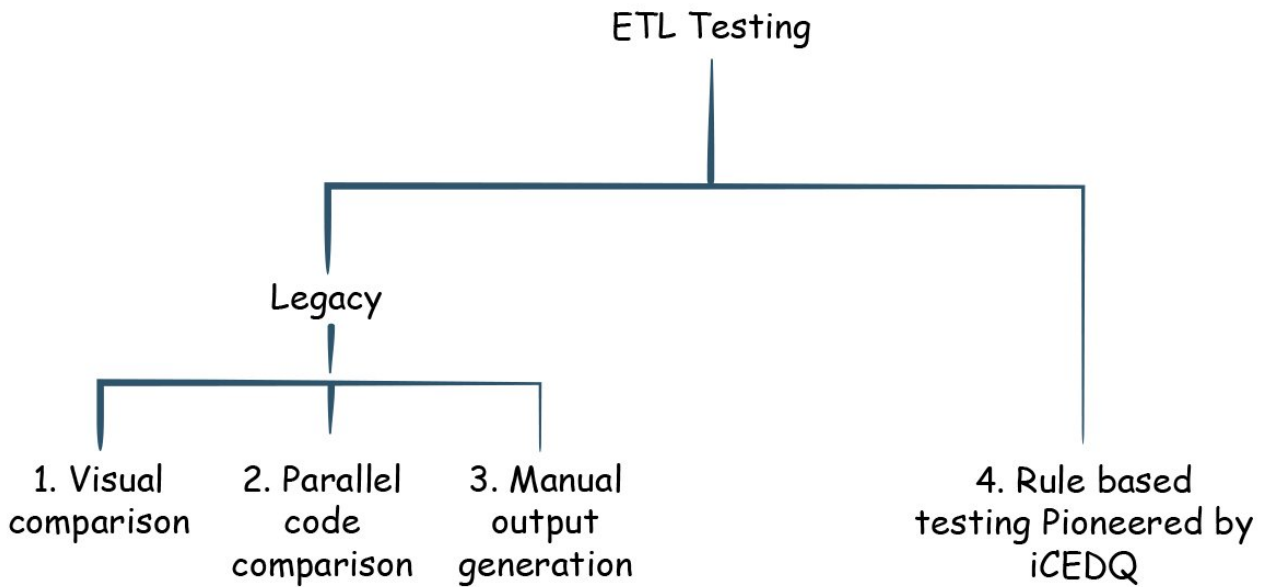 ETL Testing
Legacy
1. Visual
comparison
2. Parallel
code
comparison
3. Manual
output
generation
4. Rule based
testing Pioneered by
iCEDQ